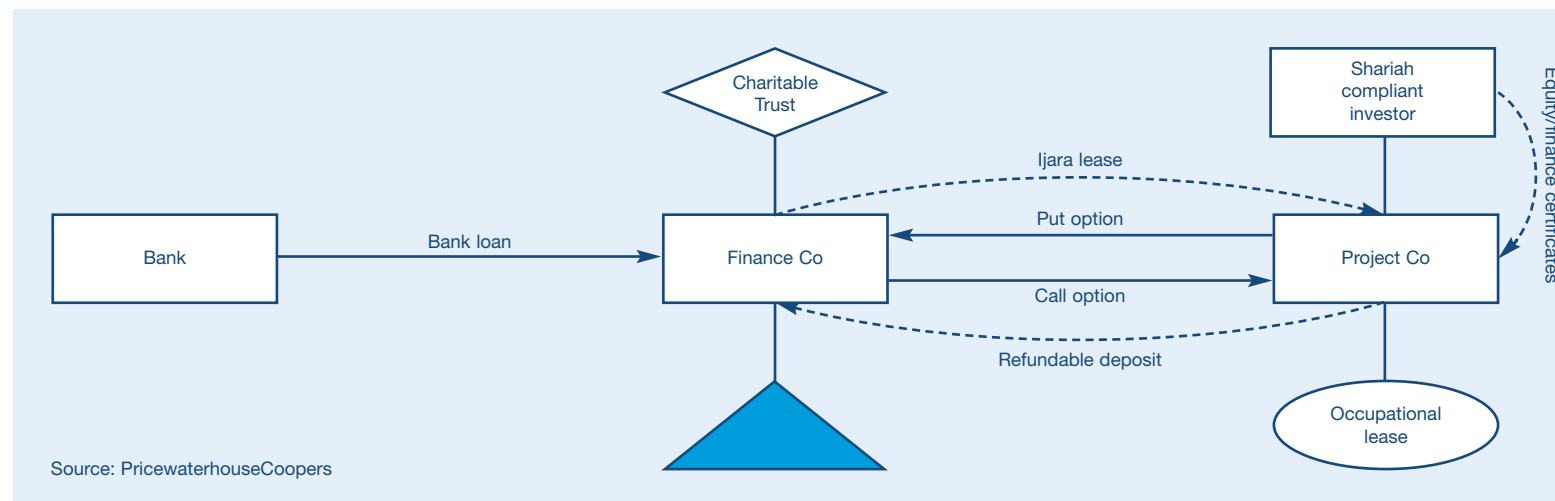 Charitable
Trust
Shariah
compliant
investor
Equity/finance certificates
Ijara lease
Put option
Bank loan
Bank
Finance Co
Project Co
Call option
Refundable deposit
Occupational
lease
Source: PricewaterhouseCoopers